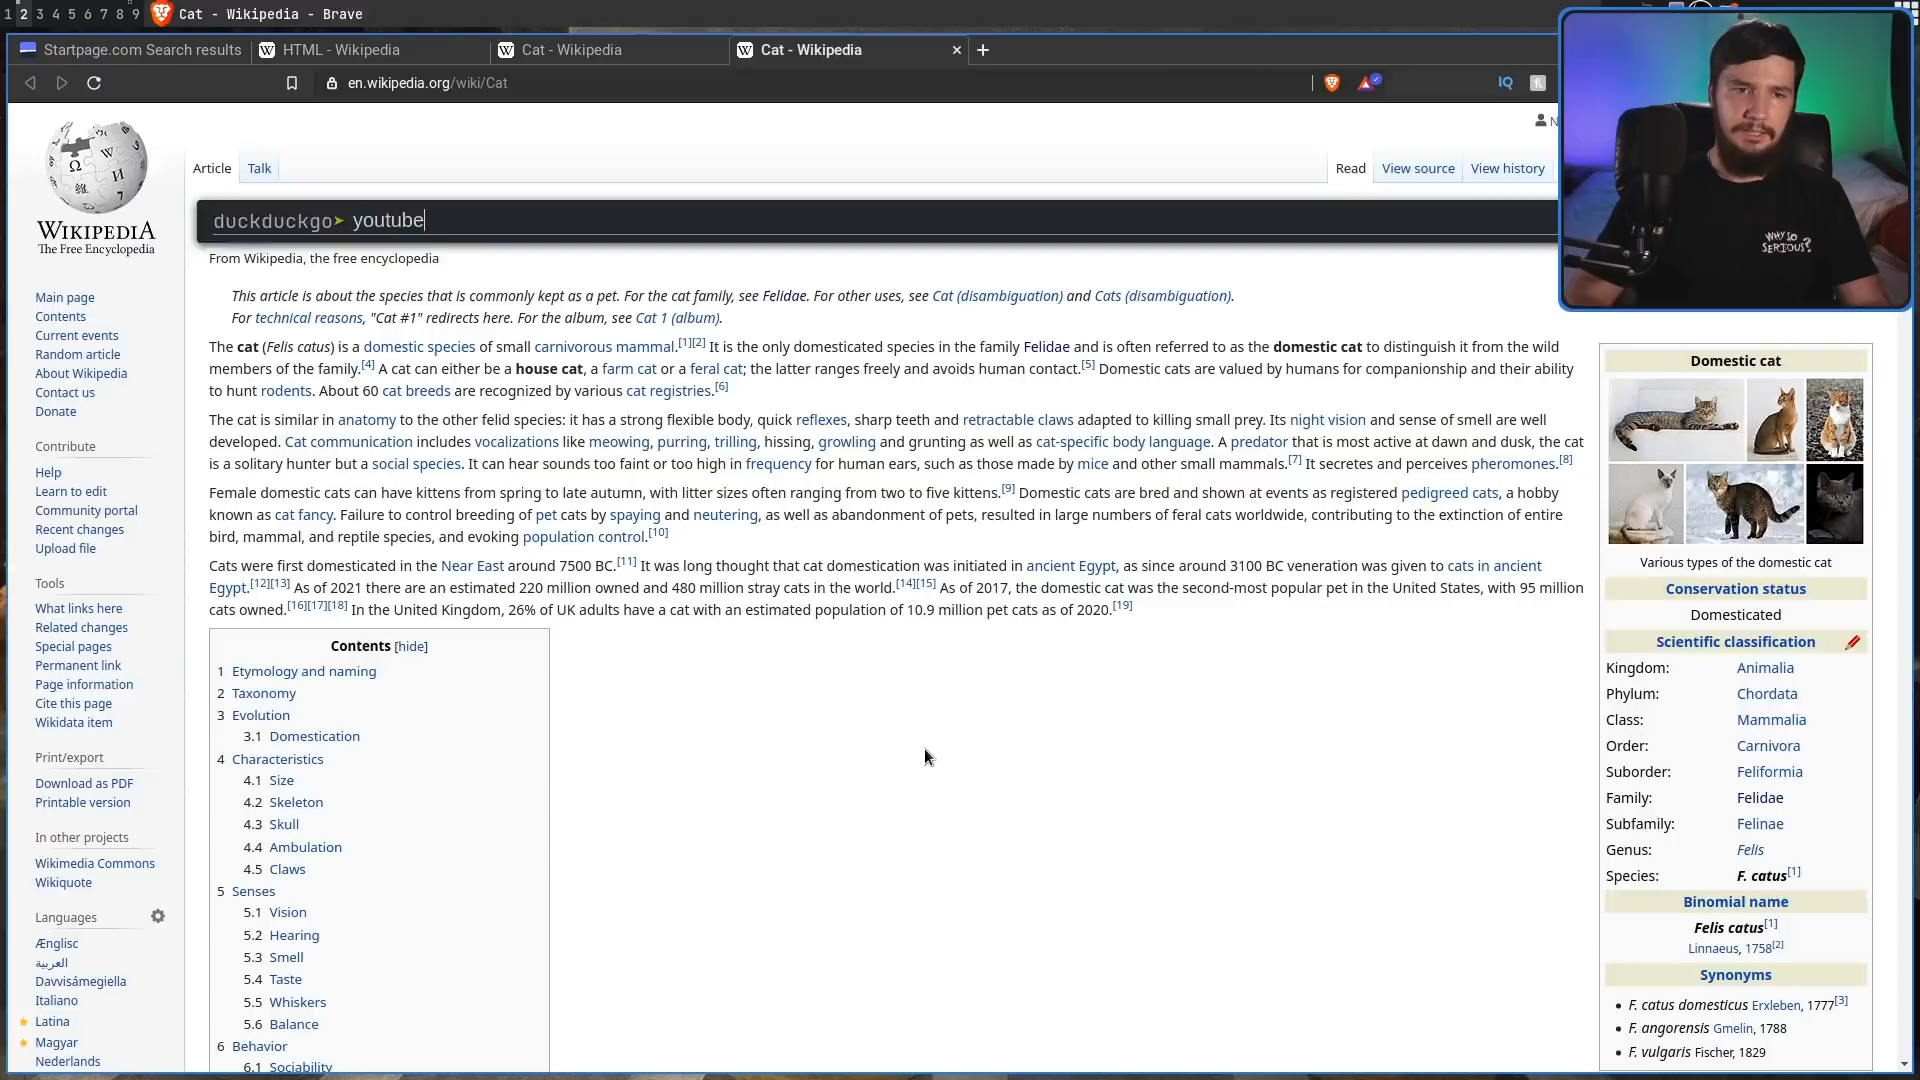 1 2 3 4 5 6 7 8 9 Cat - Wikipedia - Brave
Startpage.com Search results
HTML - Wikipedia
Cat - Wikipedia
Cat - Wikipedia
en.wikipedia.org/wiki/Cat
IQ
N
WIKIPEDIA
The Free Encyclopedia
Article
Talk
Read
View source
View history
duckduckgo➤ youtube
From Wikipedia, the free encyclopedia
WHY SO
SERIOUS?
This article is about the species that is commonly kept as a pet. For the cat family, see Felidae. For other uses, see Cat (disambiguation) and Cats (disambiguation).
For technical reasons, "Cat #1" redirects here. For the album, see Cat 1 (album).
The cat (Felis catus) is a domestic species of small carnivorous mammal.[1][2] It is the only domesticated species in the family Felidae and is often referred to as the domestic cat to distinguish it from the wild
members of the family.[4] A cat can either be a house cat, a farm cat or a feral cat; the latter ranges freely and avoids human contact.[5] Domestic cats are valued by humans for companionship and their ability
to hunt rodents. About 60 cat breeds are recognized by various cat registries.[6]
The cat is similar in anatomy to the other felid species: it has a strong flexible body, quick reflexes, sharp teeth and retractable claws adapted to killing small prey. Its night vision and sense of smell are well
developed. Cat communication includes vocalizations like meowing, purring, trilling, hissing, growling and grunting as well as cat-specific body language. A predator that is most active at dawn and dusk, the cat
is a solitary hunter but a social species. It can hear sounds too faint or too high in frequency for human ears, such as those made by mice and other small mammals.[7] It secretes and perceives pheromones.[8]
Female domestic cats can have kittens from spring to late autumn, with litter sizes often ranging from two to five kittens.[9] Domestic cats are bred and shown at events as registered pedigreed cats, a hobby
known as cat fancy. Failure to control breeding of pet cats by spaying and neutering, as well as abandonment of pets, resulted in large numbers of feral cats worldwide, contributing to the extinction of entire
bird, mammal, and reptile species, and evoking population control.[10]
Cats were first domesticated in the Near East around 7500 BC.[11] It was long thought that cat domestication was initiated in ancient Egypt, as since around 3100 BC veneration was given to cats in ancient
Egypt.[12][13] As of 2021 there are an estimated 220 million owned and 480 million stray cats in the world.[14][15] As of 2017, the domestic cat was the second-most popular pet in the United States, with 95 million
cats owned.[16][17][18] In the United Kingdom, 26% of UK adults have a cat with an estimated population of 10.9 million pet cats as of 2020.[19]
Contents [hide]
1 Etymology and naming
2 Taxonomy
3 Evolution
3.1 Domestication
4 Characteristics
4.1 Size
4.2 Skeleton
4.3 Skull
4.4 Ambulation
4.5 Claws
5 Senses
5.1 Vision
5.2 Hearing
5.3 Smell
5.4 Taste
5.5 Whiskers
5.6 Balance
6 Behavior
6.1 Sociability
Main page
Contents
Current events
Random article
About Wikipedia
Contact us
Donate
Contribute
Help
Learn to edit
Community portal
Recent changes
Upload file
Tools
What links here
Related changes
Special pages
Permanent link
Page information
Cite this page
Wikidata item
Print/export
Download as PDF
Printable version
In other projects
Wikimedia Commons
Wikiquote
Languages
Ænglisc
العربية
Davvisámegiella
Italiano
Latina
Magyar
Nederlands
Domestic cat
Various types of the domestic cat
Conservation status
Domesticated
Scientific classification
Kingdom: Animalia
Phylum: Chordata
Class: Mammalia
Order: Carnivora
Suborder: Feliformia
Family: Felidae
Subfamily: Felinae
Genus: Felis
Species: F. catus[1]
Binomial name
Felis catus[1]
Linnaeus, 1758[2]
Synonyms
F. catus domesticus Erxleben, 1777[3]
F. angorensis Gmelin, 1788
F. vulgaris Fischer, 1829